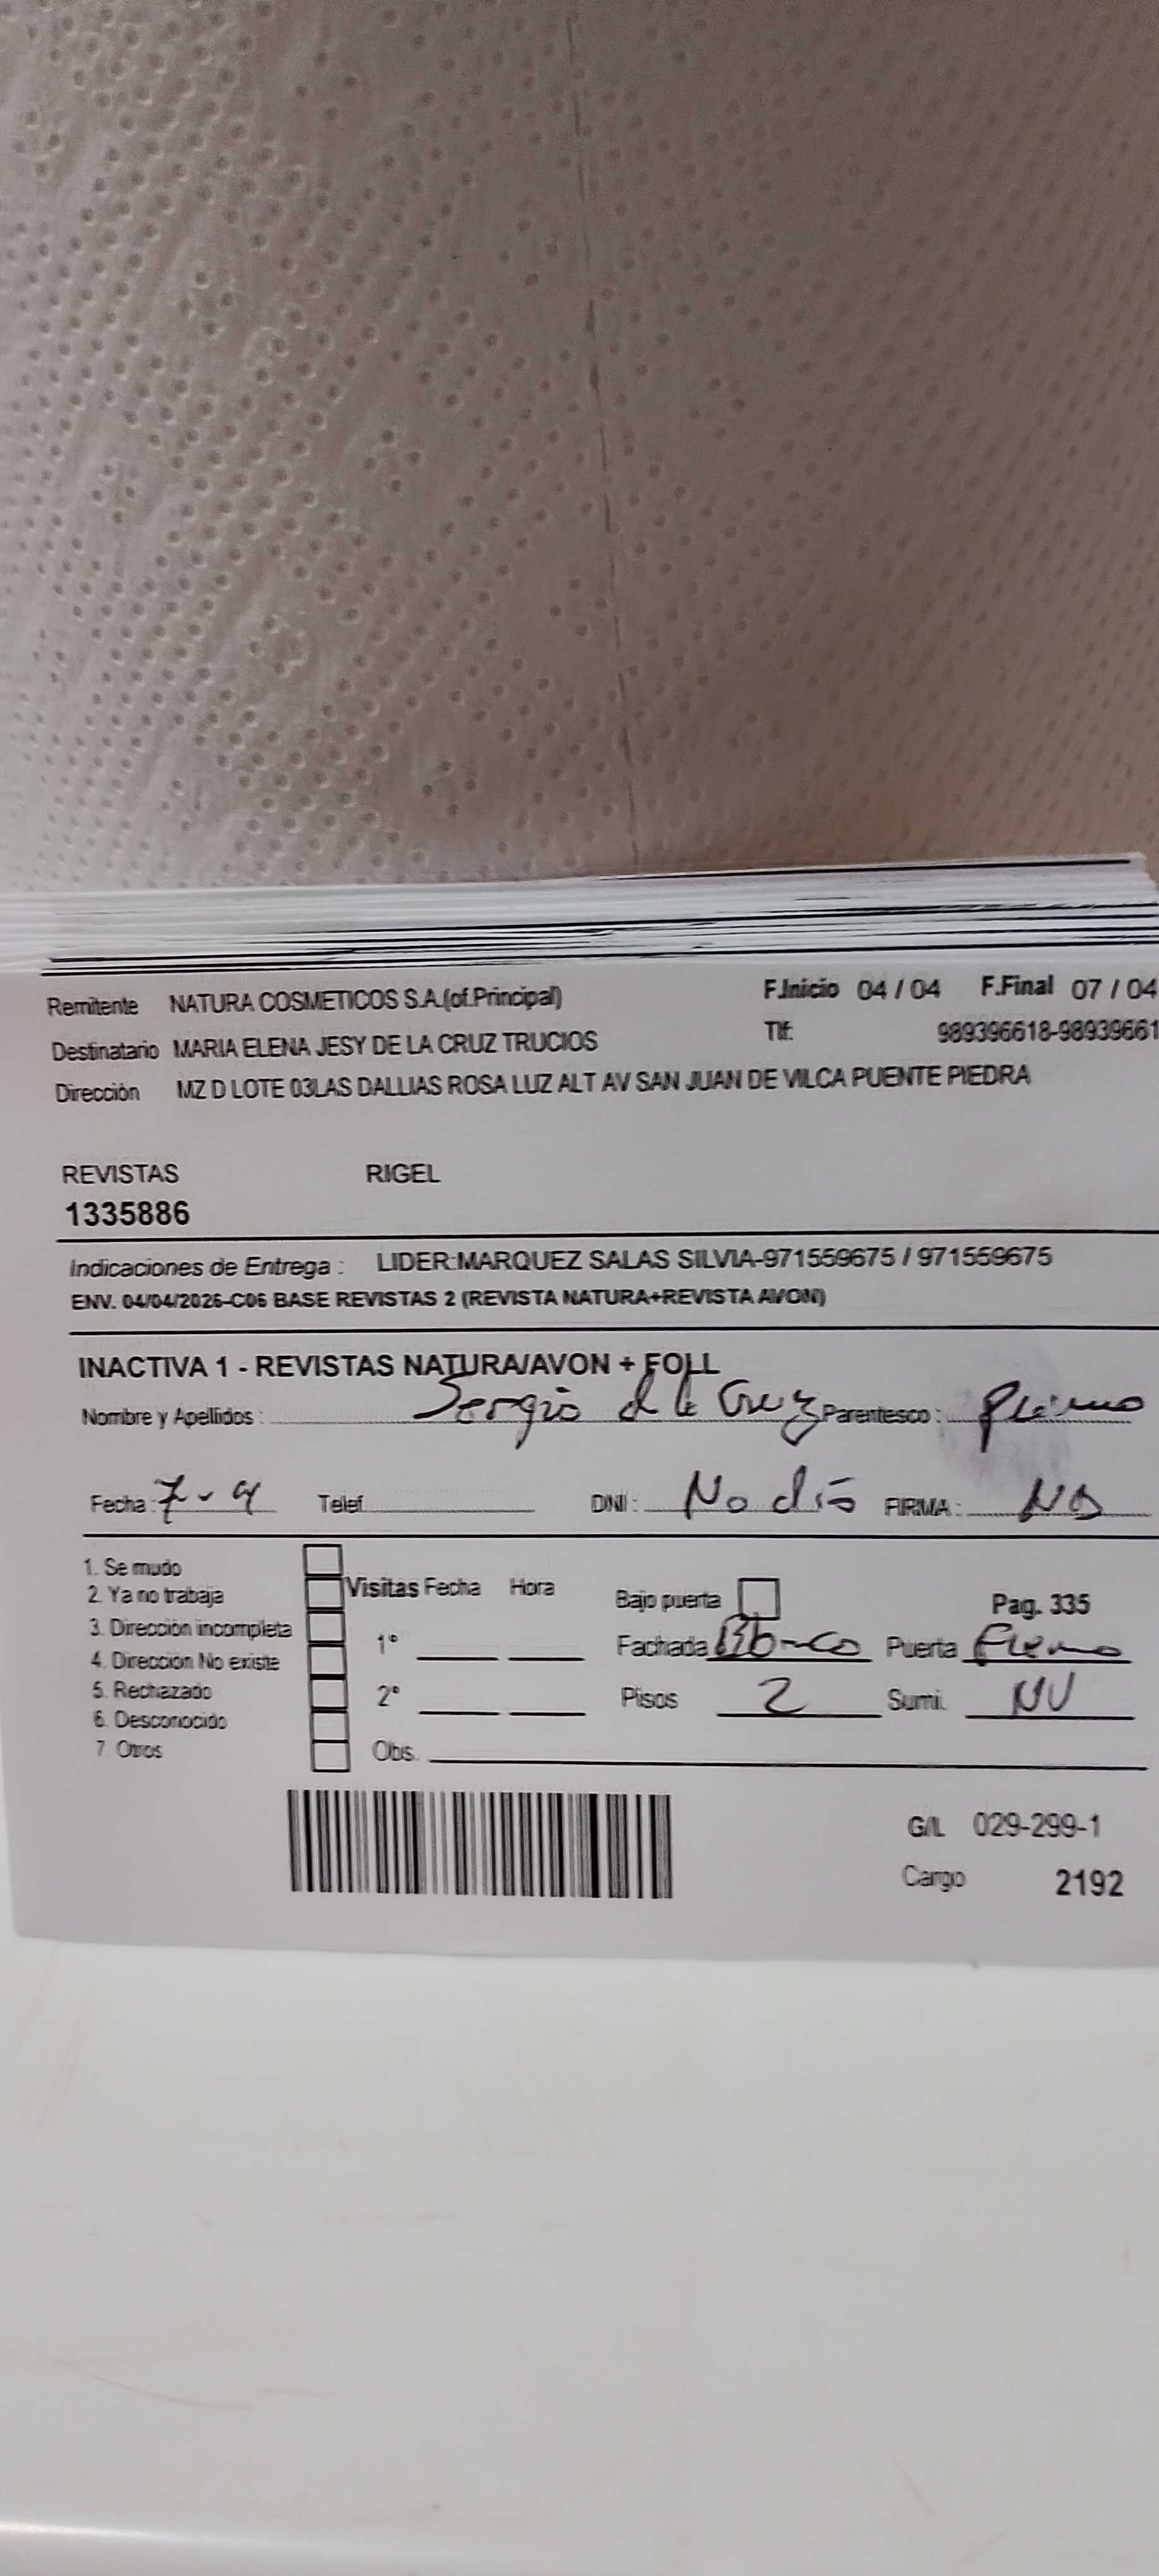 Remitente NATURA COSMETICOS S.A.(of.Principal) F.Inicio 04 / 04 F.Final 07 / 04
Destinatario MARIA ELENA JESY DE LA CRUZ TRUCIOS Tlf: 989396618-98939661
Dirección MZ D LOTE 03LAS DALLIAS ROSA LUZ ALT AV SAN JUAN DE VILCA PUENTE PIEDRA
REVISTAS RIGEL
1335886
Indicaciones de Entrega : LIDER:MARQUEZ SALAS SILVIA-971559675 / 971559675
ENV. 04/04/2026-C06 BASE REVISTAS 2 (REVISTA NATURA+REVISTA AVON)
INACTIVA 1 - REVISTAS NATURA/AVON + FOLL
Nombre y Apellidos : Sergio de la Cruz Parentesco : Primo
Fecha : 7-4 Telef. DNI : No dió FIRMA :
1. Se mudo
2. Ya no trabaja Visitas Fecha Hora Bajo puerta Pag. 335
3. Dirección incompleta 1° Fachada Blanco Puerta
4. Direccion No existe
5. Rechazado 2° Pisos 2 Sumi. NV
6. Desconocido
7. Otros Obs.
G/L 029-299-1
Cargo 2192